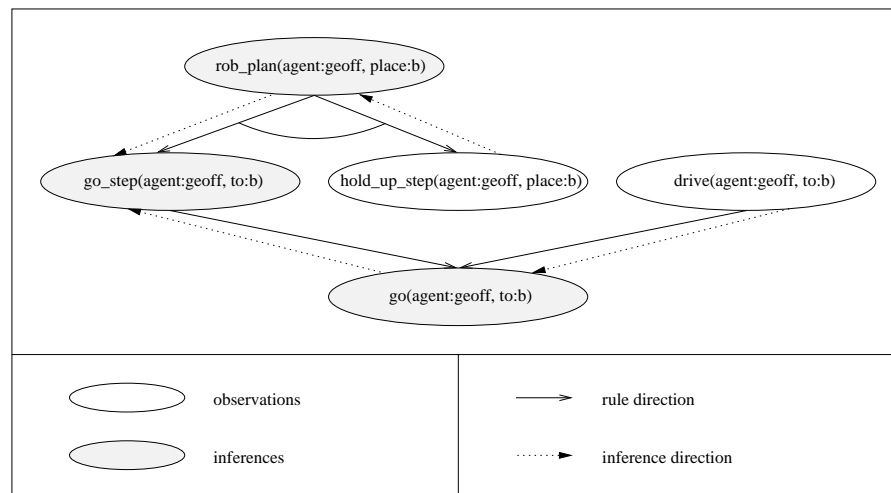 rob_plan(agent:geoff, place:b)
go_step(agent:geoff, to:b)
hold_up_step(agent:geoff, place:b)
drive(agent:geoff, to:b)
go(agent:geoff, to:b)
observations
rule direction
inferences
inference direction